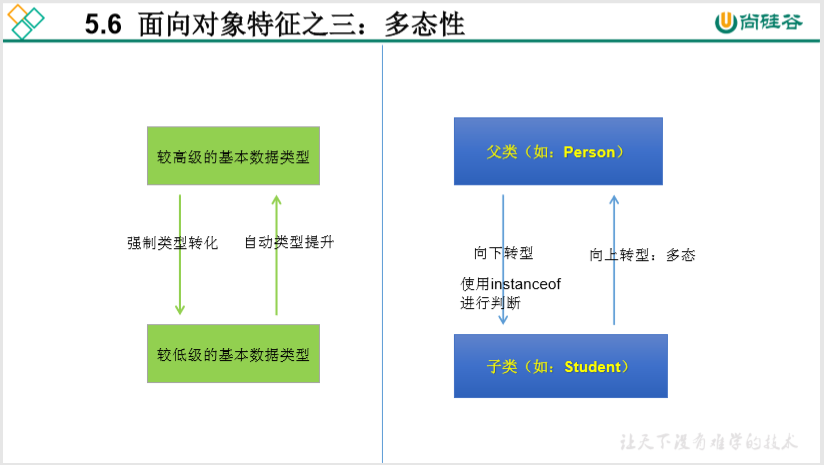 5.6 面向对象特征之三：多态性
尚硅谷
较高级的基本数据类型
强制类型转化
自动类型提升
较低级的基本数据类型
父类（如：Person）
向下转型
使用instanceof
进行判断
向上转型：多态
子类（如：Student）
让天下没有难学的技术